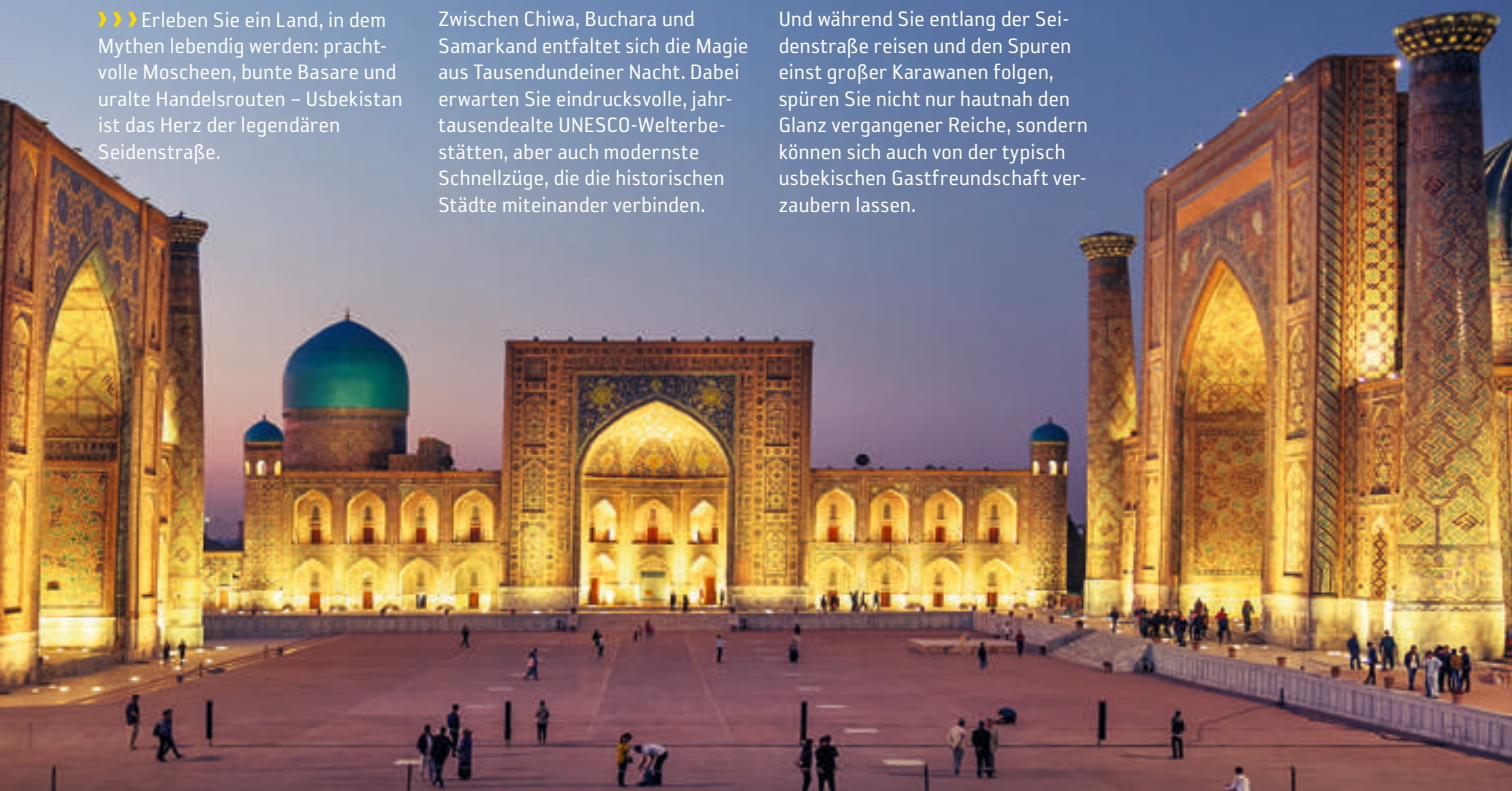 ❯❯❯ Erleben Sie ein Land, in dem
Mythen lebendig werden: pracht-
volle Moscheen, bunte Basare und
uralte Handelsrouten – Usbekistan
ist das Herz der legendären
Seidenstraße.
Zwischen Chiwa, Buchara und
Samarkand entfaltet sich die Magie
aus Tausendundeiner Nacht. Dabei
erwarten Sie eindrucksvolle, jahr-
tausendealte UNESCO-Welterbe-
stätten, aber auch modernste
Schnellzüge, die die historischen
Städte miteinander verbinden.
Und während Sie entlang der Sei-
denstraße reisen und den Spuren
einst großer Karawanen folgen,
spüren Sie nicht nur hautnah den
Glanz vergangener Reiche, sondern
können sich auch von der typisch
usbekischen Gastfreundschaft ver-
zaubern lassen.